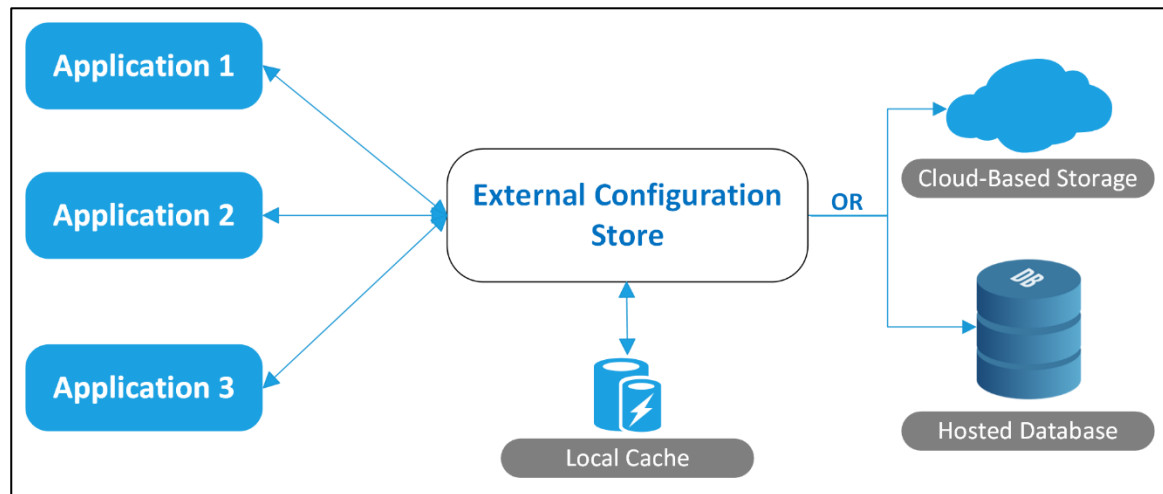 Application 1
Application 2
Application 3
External Configuration
Store
OR
Local Cache
Cloud-Based Storage
DB
Hosted Database